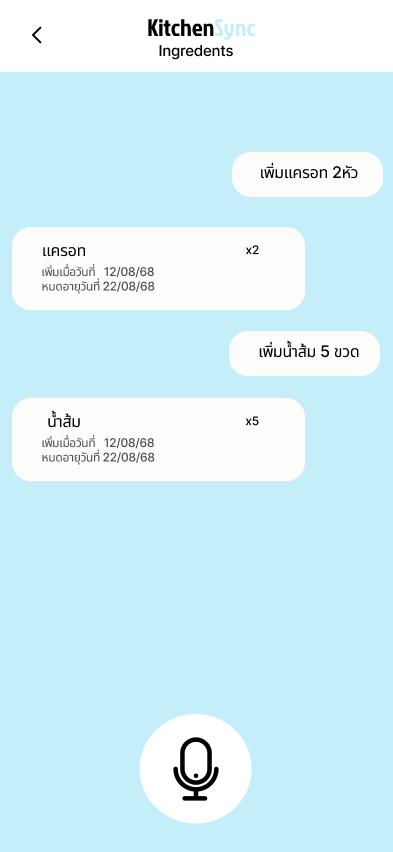 KitchenSync
Ingredents
เพิ่มแครอท 2หัว
แครอท x2
เพิ่มเมื่อวันที่ 12/08/68
หมดอายุวันที่ 22/08/68
เพิ่มน้ำส้ม 5 ขวด
น้ำส้ม x5
เพิ่มเมื่อวันที่ 12/08/68
หมดอายุวันที่ 22/08/68